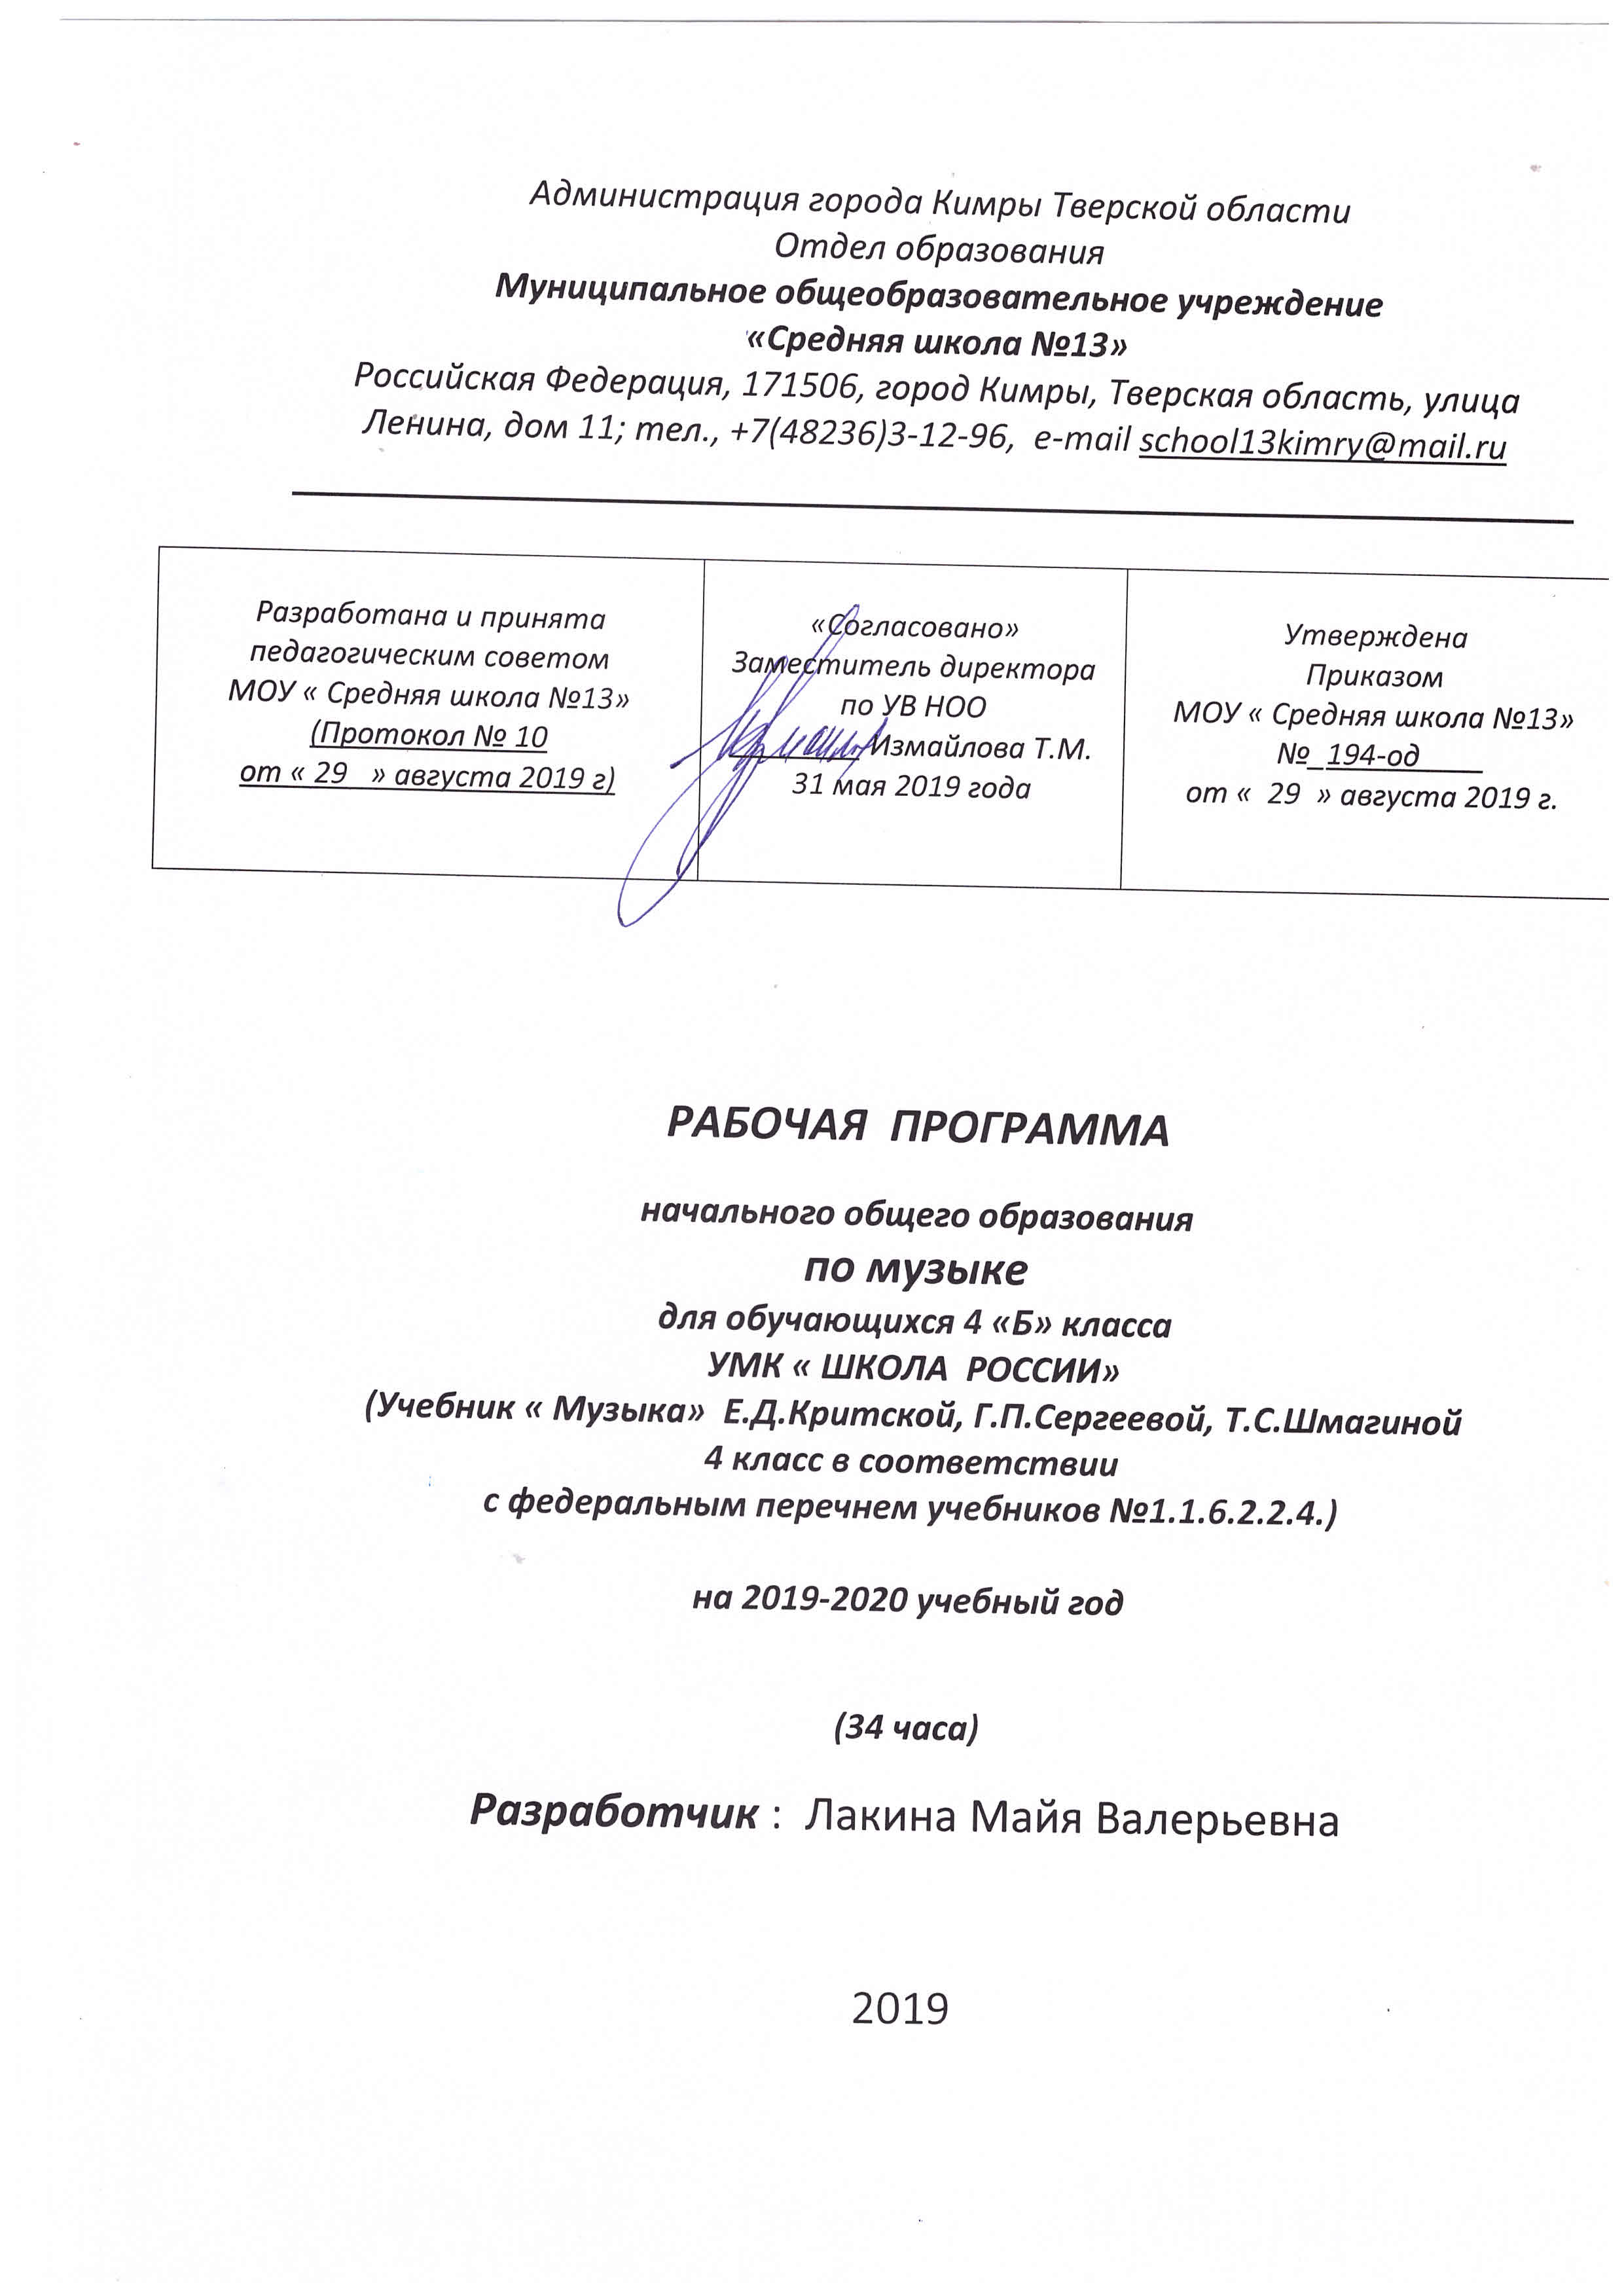 Администрация города Кимры Тверской области
Отдел образования
Муниципальное общеобразовательное учреждение
«Средняя школа №13»
Российская Федерация, 171506, город Кимры, Тверская область, улица
Ленина, дом 11; тел., +7(48236)3-12-96,  e-mail school13kimry@mail.ru
Разработана и принята
педагогическим советом
МОУ « Средняя школа №13»
(Протокол № 10
от « 29   » августа 2019 г)
«Согласовано»
Заместитель директора
по УВ НОО
Измайлова Т.М.
31 мая 2019 года
Утверждена
Приказом
МОУ « Средняя школа №13»
№_194-од____
от «  29  » августа 2019 г.
РАБОЧАЯ  ПРОГРАММА
начального общего образования
по музыке
для обучающихся 4 «Б» класса
УМК « ШКОЛА  РОССИИ»
(Учебник « Музыка»  Е.Д.Критской, Г.П.Сергеевой, Т.С.Шмагиной
4 класс в соответствии
с федеральным перечнем учебников №1.1.6.2.2.4.)
на 2019-2020 учебный год
(34 часа)
Разработчик :  Лакина Майя Валерьевна
2019